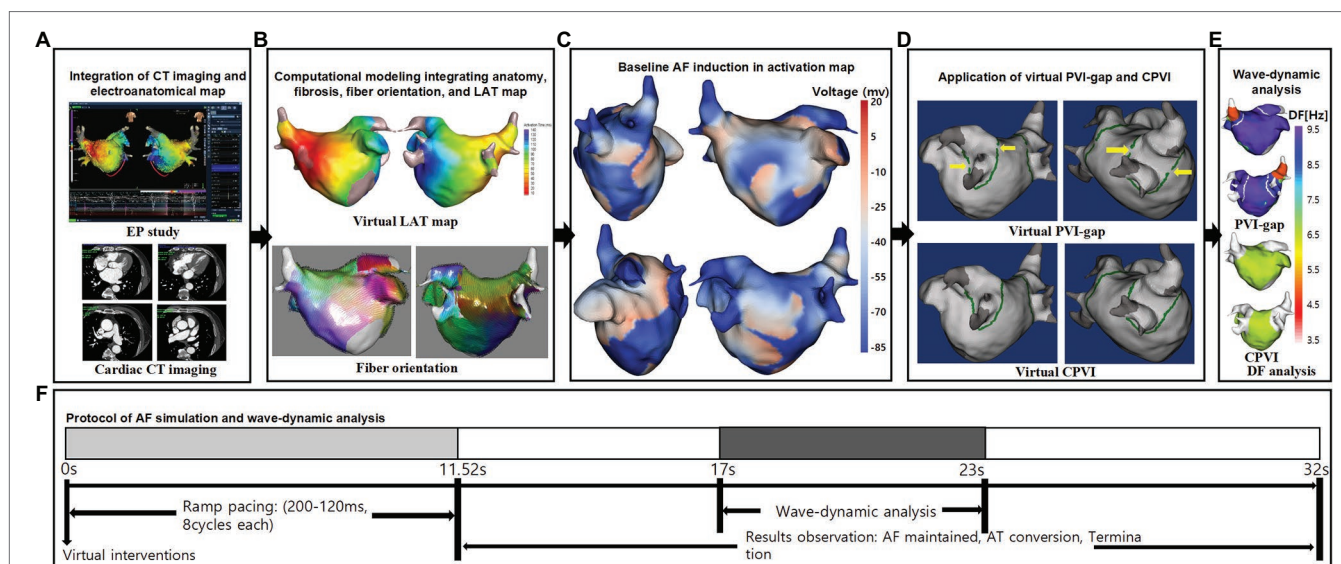 A
Integration of CT imaging and
electroanatomical map
EP study
Cardiac CT imaging
B
Computational modeling integrating anatomy,
fibrosis, fiber orientation, and LAT map
Virtual LAT map
Fiber orientation
C
Baseline AF induction in activation map
Voltage (mv)
20
5
-10
-25
-40
-55
-70
-85
D
Application of virtual PVI-gap and CPVI
Virtual PVI-gap
Virtual CPVI
E
Wave-dynamic
analysis
DF[Hz]
9.5
8.5
7.5
6.5
5.5
4.5
3.5
PVI-gap
CPVI
DF analysis
F
Protocol of AF simulation and wave-dynamic analysis
0s
11.52s
17s
23s
32s
Ramp pacing: (200-120ms,
8cycles each)
Wave-dynamic analysis
Virtual interventions
Results observation: AF maintained, AT conversion, Termina
tion